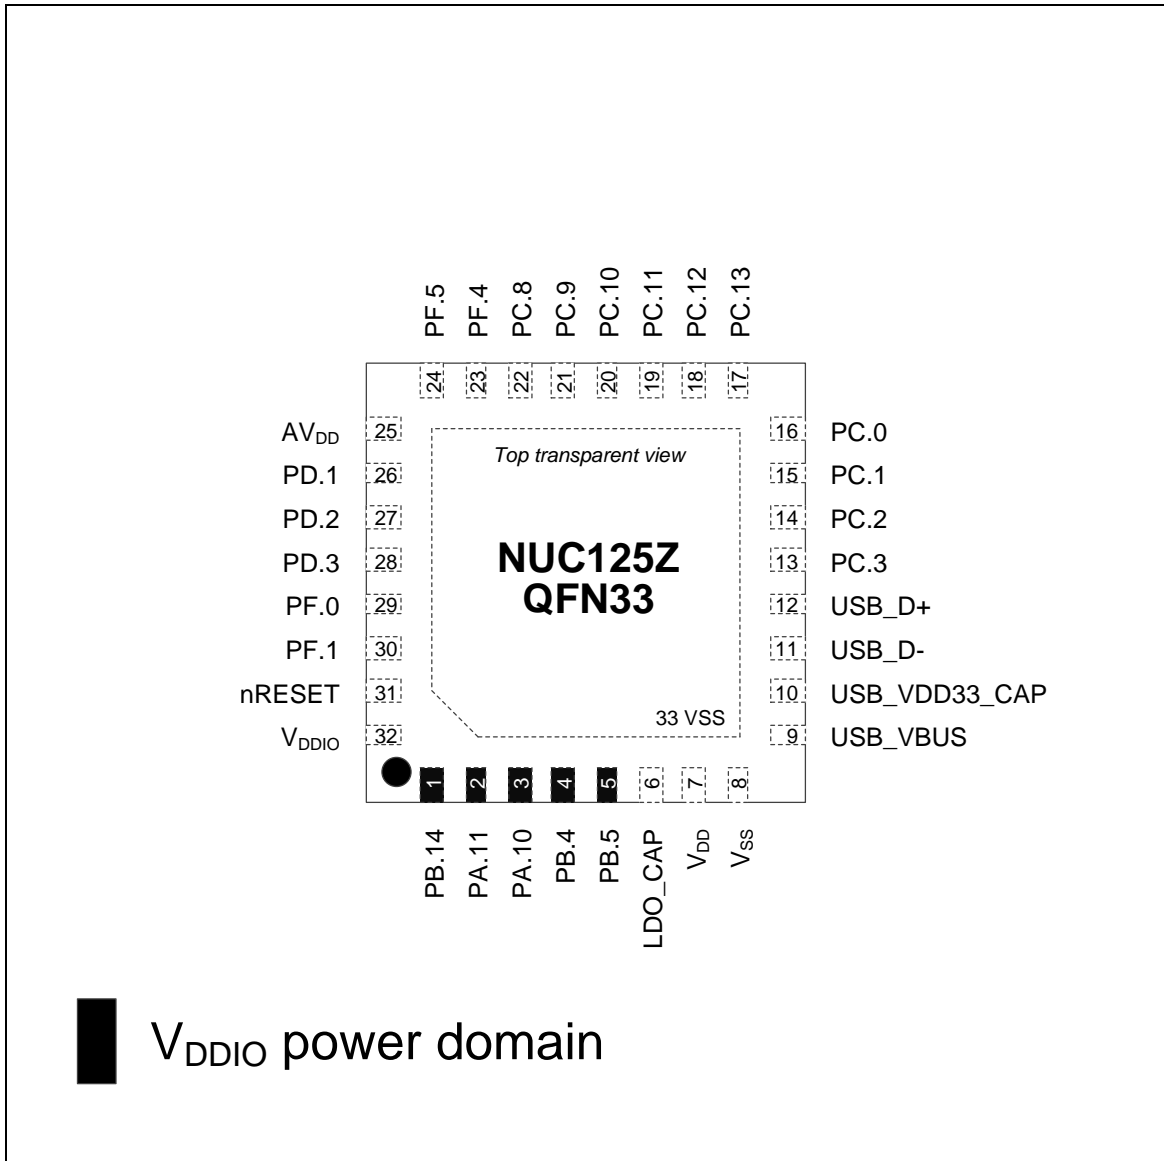 PF.5
PF.4
PC.8
PC.9
PC.10
PC.11
PC.12
PC.13
24
23
22
21
20
19
18
17
AVDD 25
PD.1 26
PD.2 27
PD.3 28
PF.0 29
PF.1 30
nRESET 31
VDDIO 32
Top transparent view
NUC125Z
QFN33
33 VSS
16 PC.0
15 PC.1
14 PC.2
13 PC.3
12 USB_D+
11 USB_D-
10 USB_VDD33_CAP
9 USB_VBUS
1
2
3
4
5
6
7
8
PB.14
PA.11
PA.10
PB.4
PB.5
LDO_CAP
VDD
VSS
VDDIO power domain